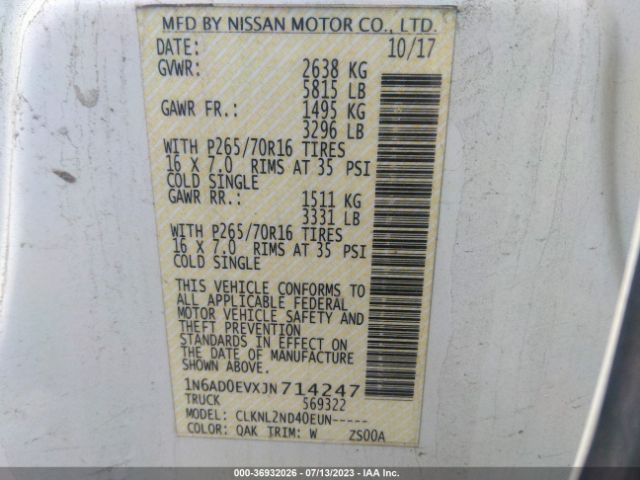 MFD BY NISSAN MOTOR CO., LTD.
DATE: 10/17
GVWR: 2638 KG
5815 LB
GAWR FR.: 1495 KG
3296 LB
WITH P265/70R16 TIRES
16 X 7.0 RIMS AT 35 PSI
COLD SINGLE
GAWR RR.: 1511 KG
3331 LB
WITH P265/70R16 TIRES
16 X 7.0 RIMS AT 35 PSI
COLD SINGLE
THIS VEHICLE CONFORMS TO
ALL APPLICABLE FEDERAL
MOTOR VEHICLE SAFETY AND
THEFT PREVENTION
STANDARDS IN EFFECT ON
THE DATE OF MANUFACTURE
SHOWN ABOVE.
1N6AD0EVXJN714247
TRUCK 569322
MODEL: CLKNL2ND40EUN-----
COLOR: QAK TRIM: W ZS00A
000-36932026 - 07/13/2023 - IAA Inc.